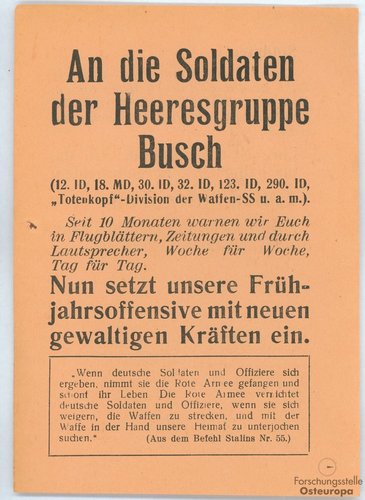 An die Soldaten
der Heeresgruppe
Busch
(12. ID, 18. MD, 30. ID, 32. ID, 123. ID, 290. ID,
„Totenkopf“-Division der Waffen-SS u. a. m.).
Seit 10 Monaten warnen wir Euch
in Flugblättern, Zeitungen und durch
Lautsprecher, Woche für Woche,
Tag für Tag.
Nun setzt unsere Früh-
jahrsoffensive mit neuen
gewaltigen Kräften ein.
„Wenn deutsche Soldaten und Offiziere sich
ergeben, nimmt sie die Rote Armee gefangen und
schont ihr Leben. Die Rote Armee vernichtet
deutsche Soldaten und Offiziere, wenn sie sich
weigern, die Waffen zu strecken, und mit der
Waffe in der Hand unsere Heimat zu unterjochen
suchen.“ (Aus dem Befehl Stalins Nr. 55.)
Forschungsstelle
Osteuropa